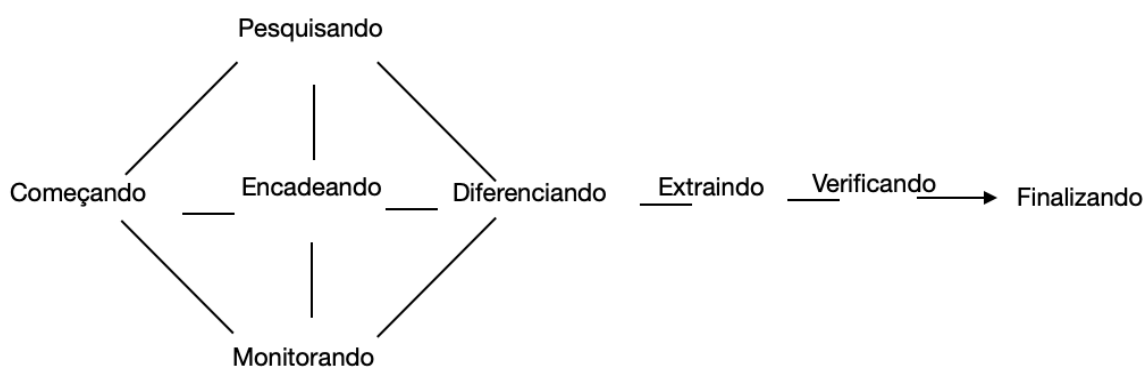 Pesquisando
Começando
Encadeando
Diferenciando
Extraindo
Verificando
Finalizando
Monitorando